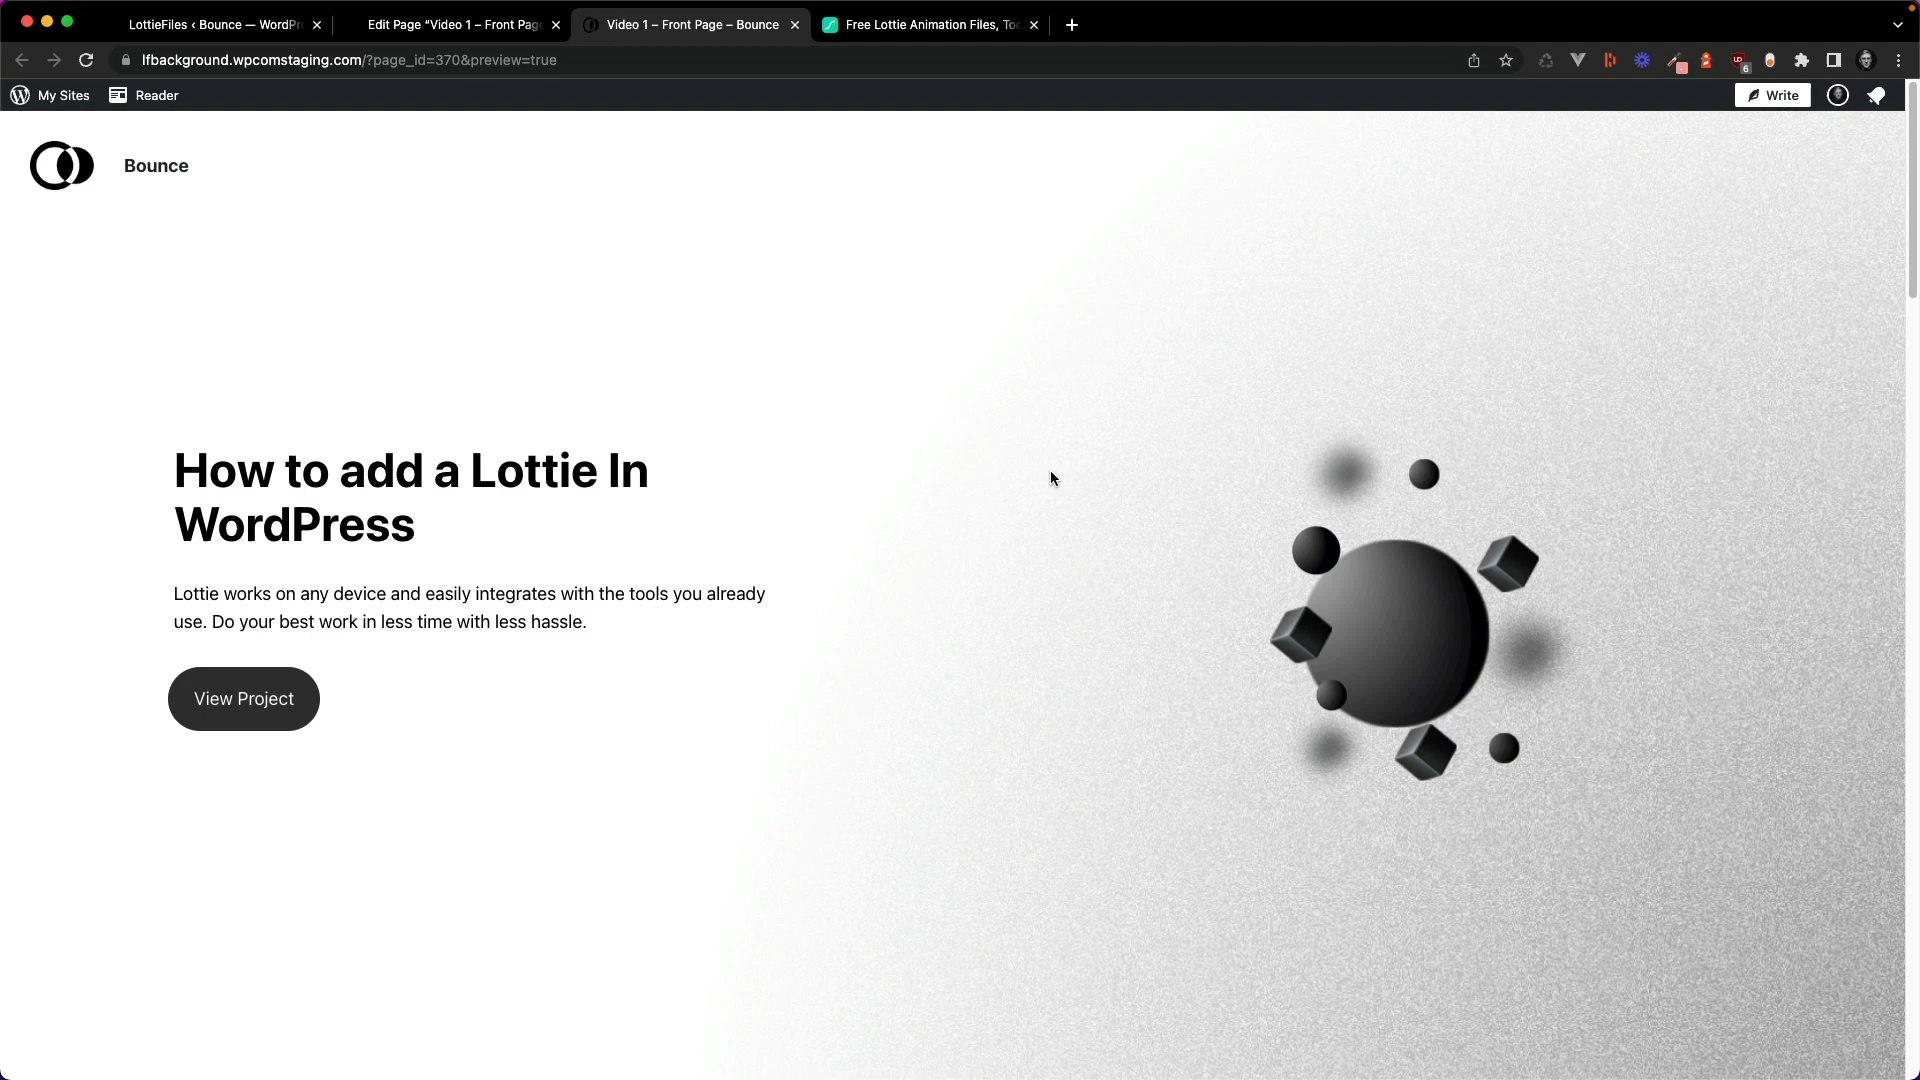 LottieFiles ‹ Bounce — WordPr
Edit Page “Video 1 – Front Page
Video 1 – Front Page – Bounce
Free Lottie Animation Files, Too
lfbackground.wpcomstaging.com/?page_id=370&preview=true
6
My Sites
Reader
Write
Bounce
How to add a Lottie In
WordPress
Lottie works on any device and easily integrates with the tools you already
use. Do your best work in less time with less hassle.
View Project